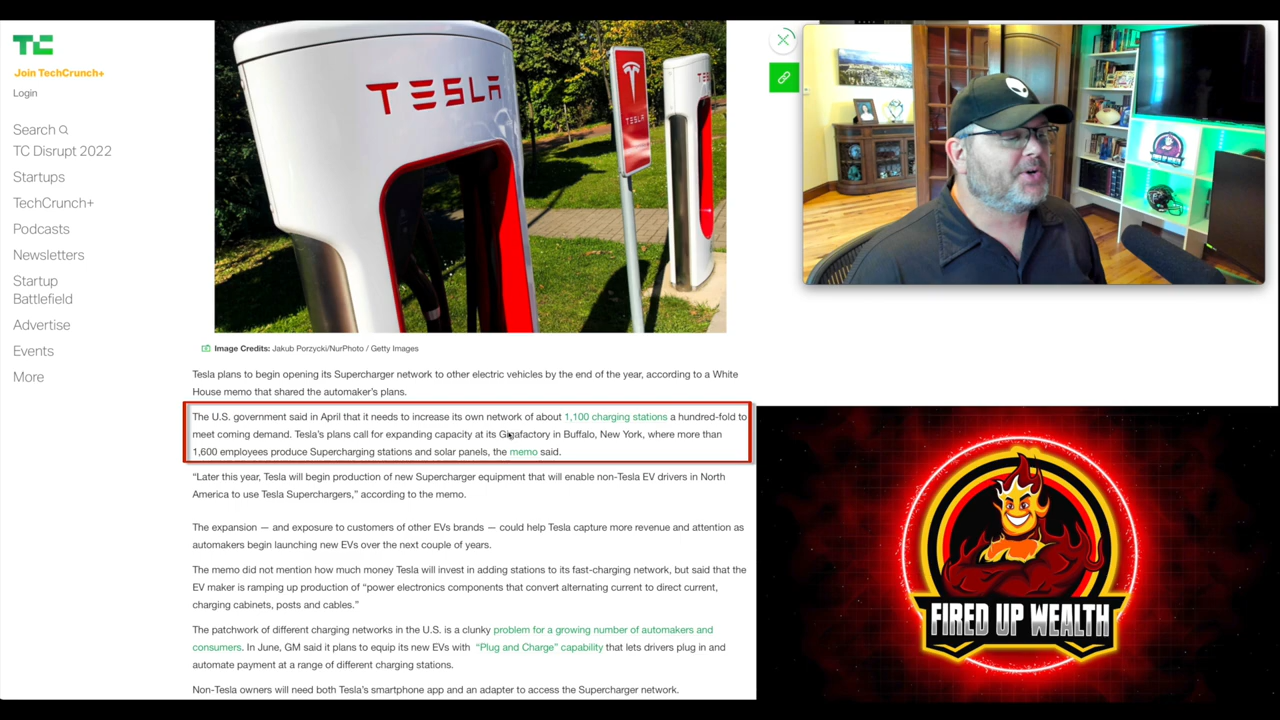 Join TechCrunch+
Login
Search
TC Disrupt 2022
Startups
TechCrunch+
Podcasts
Newsletters
Startup
Battlefield
Advertise
Events
More
TESLA
TESLA
Image Credits: Jakub Porzycki/NurPhoto / Getty Images
Tesla plans to begin opening its Supercharger network to other electric vehicles by the end of the year, according to a White
House memo that shared the automaker's plans.
The U.S. government said in April that it needs to increase its own network of about 1,100 charging stations a hundred-fold to
meet coming demand. Tesla's plans call for expanding capacity at its Gigafactory in Buffalo, New York, where more than
1,600 employees produce Supercharging stations and solar panels, the memo said.
“Later this year, Tesla will begin production of new Supercharger equipment that will enable non-Tesla EV drivers in North
America to use Tesla Superchargers,” according to the memo.
The expansion — and exposure to customers of other EVs brands — could help Tesla capture more revenue and attention as
automakers begin launching new EVs over the next couple of years.
The memo did not mention how much money Tesla will invest in adding stations to its fast-charging network, but said that the
EV maker is ramping up production of “power electronics components that convert alternating current to direct current,
charging cabinets, posts and cables.”
The patchwork of different charging networks in the U.S. is a clunky problem for a growing number of automakers and
consumers. In June, GM said it plans to equip its new EVs with “Plug and Charge” capability that lets drivers plug in and
automate payment at a range of different charging stations.
Non-Tesla owners will need both Tesla's smartphone app and an adapter to access the Supercharger network.
FIRED UP WEALTH